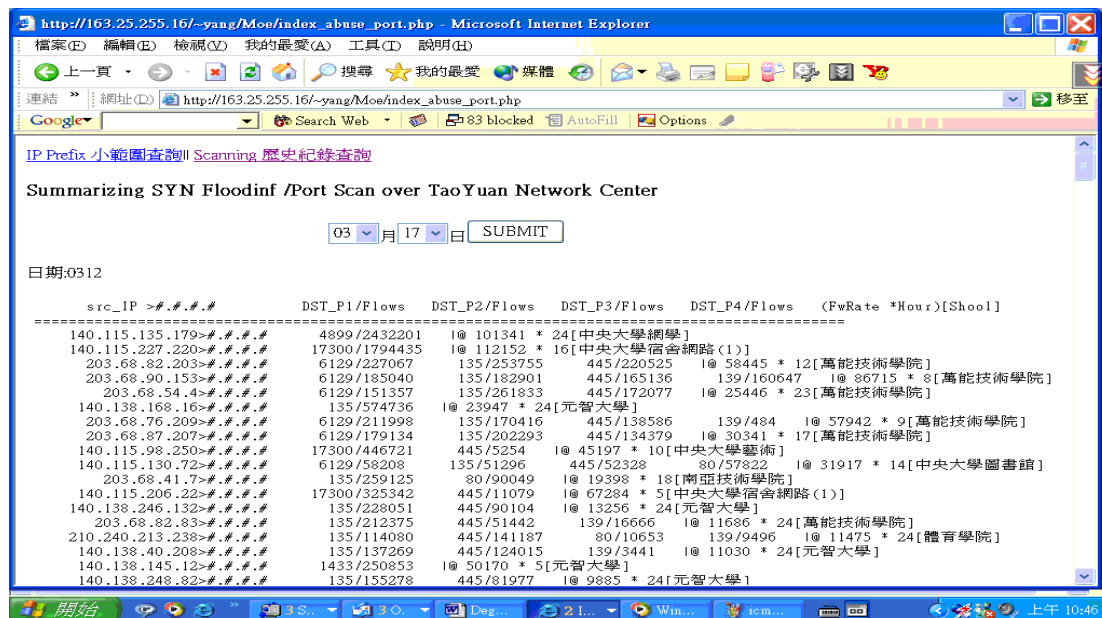 http://163.25.255.16/~yang/Moe/index_abuse_port.php - Microsoft Internet Explorer
檔案(F) 編輯(E) 檢視(V) 我的最愛(A) 工具(T) 說明(H)
上一頁 搜尋 我的最愛 媒體
連結 » 網址(D) http://163.25.255.16/~yang/Moe/index_abuse_port.php 移至
Google Search Web 83 blocked AutoFill Options
IP Prefix 小範圍查詢|| Scanning 歷史紀錄查詢
Summarizing SYN Floodinf /Port Scan over TaoYuan Network Center
03 月 17 日 SUBMIT
日期:0312
src_IP >#.#.#.# DST_P1/Flows DST_P2/Flows DST_P3/Flows DST_P4/Flows (FwRate *Hour)[Shool]
==========================================================================================
140.115.135.179>#.#.#.# 4899/2432201 |@ 101341 * 24[中央大學網學]
140.115.227.220>#.#.#.# 17300/1794435 |@ 112152 * 16[中央大學宿舍網路(1)]
203.68.82.203>#.#.#.# 6129/227067 135/253755 445/220525 |@ 58445 * 12[萬能技術學院]
203.68.90.153>#.#.#.# 6129/185040 135/182901 445/165136 139/160647 |@ 86715 * 8[萬能技術學院]
203.68.54.4>#.#.#.# 6129/151357 135/261833 445/172077 |@ 25446 * 23[萬能技術學院]
140.138.168.16>#.#.#.# 135/574736 |@ 23947 * 24[元智大學]
203.68.76.209>#.#.#.# 6129/211998 135/170416 445/138586 139/484 |@ 57942 * 9[萬能技術學院]
203.68.87.207>#.#.#.# 6129/179134 135/202293 445/134379 |@ 30341 * 17[萬能技術學院]
140.115.98.250>#.#.#.# 17300/446721 445/5254 |@ 45197 * 10[中央大學藝術]
140.115.130.72>#.#.#.# 6129/58208 135/51296 445/52328 80/57822 |@ 31917 * 14[中央大學圖書館]
203.68.41.7>#.#.#.# 135/259125 80/90049 |@ 19398 * 18[南亞技術學院]
140.115.206.22>#.#.#.# 17300/325342 445/11079 |@ 67284 * 5[中央大學宿舍網路(1)]
140.138.246.132>#.#.#.# 135/228051 445/90104 |@ 13256 * 24[元智大學]
203.68.82.83>#.#.#.# 135/212375 445/51442 139/16666 |@ 11686 * 24[萬能技術學院]
210.240.213.238>#.#.#.# 135/114080 445/141187 80/10653 139/9496 |@ 11475 * 24[體育學院]
140.138.40.208>#.#.#.# 135/137269 445/124015 139/3441 |@ 11030 * 24[元智大學]
140.138.145.12>#.#.#.# 1433/250853 |@ 50170 * 5[元智大學]
140.138.248.82>#.#.#.# 135/155278 445/81977 |@ 9885 * 24[元智大學]
開始 » 3 S... 3 O... Deg... 2 I... Win... icm... 上午 10:46